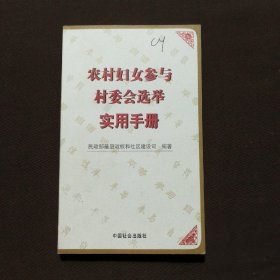 04
农村妇女参与
村委会选举
实用手册
民政部基层政权和社区建设司 编著
中国社会出版社